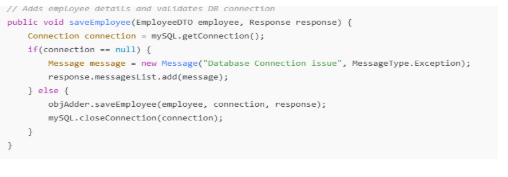 // Adds employee details and validates DB connection
public void saveEmployee(EmployeeDTO employee, Response response) {
    Connection connection = mySQL.getConnection();
    if(connection == null) {
        Message message = new Message("Database Connection issue", MessageType.Exception);
        response.messagesList.add(message);
    } else {
        objAdder.saveEmployee(employee, connection, response);
        mySQL.closeConnection(connection);
    }
}